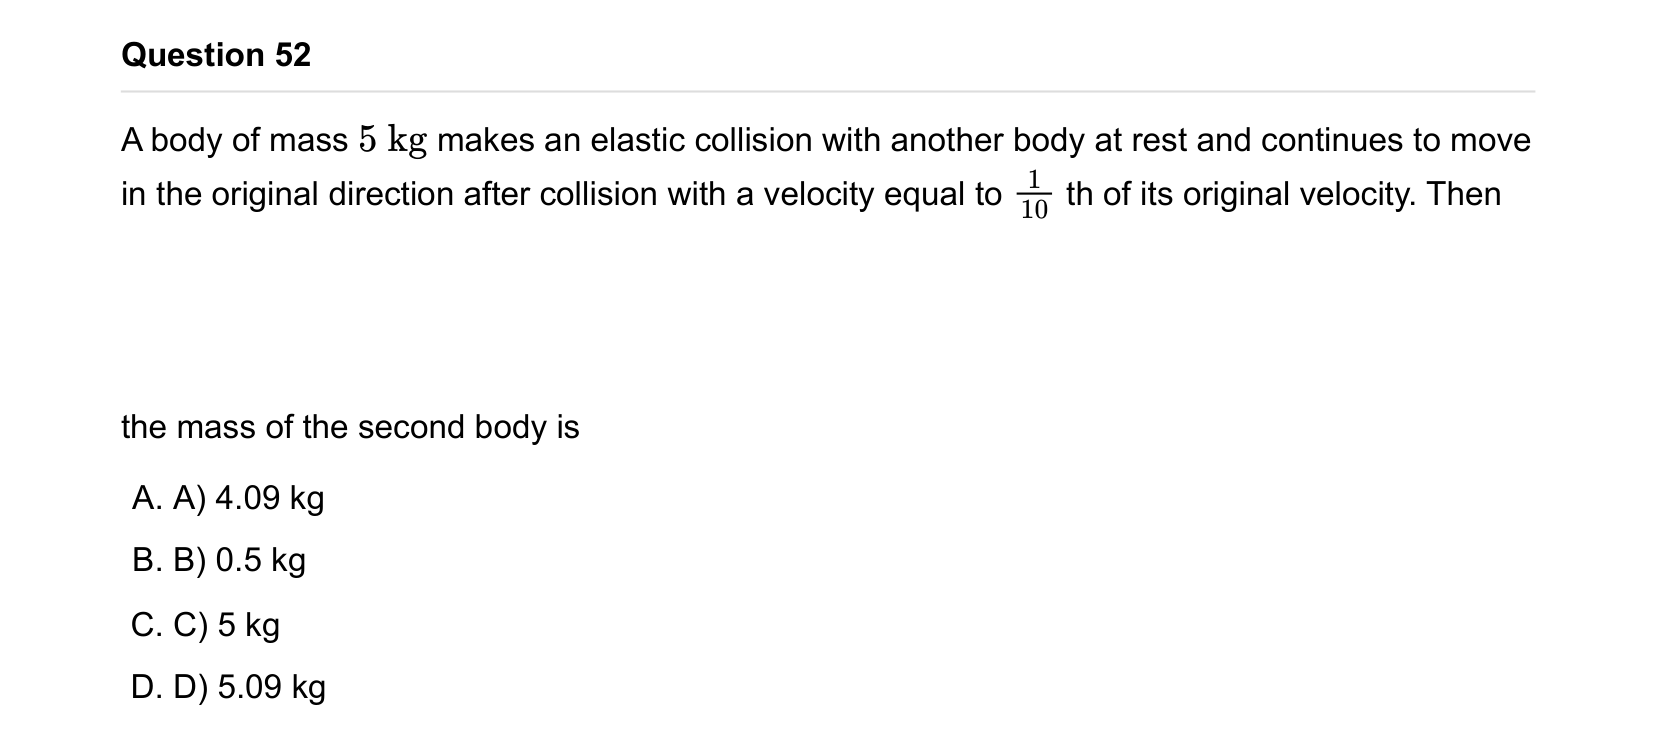 Question 52
A body of mass 5 kg makes an elastic collision with another body at rest and continues to move
in the original direction after collision with a velocity equal to 1/10 th of its original velocity. Then
the mass of the second body is
A. A) 4.09 kg
B. B) 0.5 kg
C. C) 5 kg
D. D) 5.09 kg